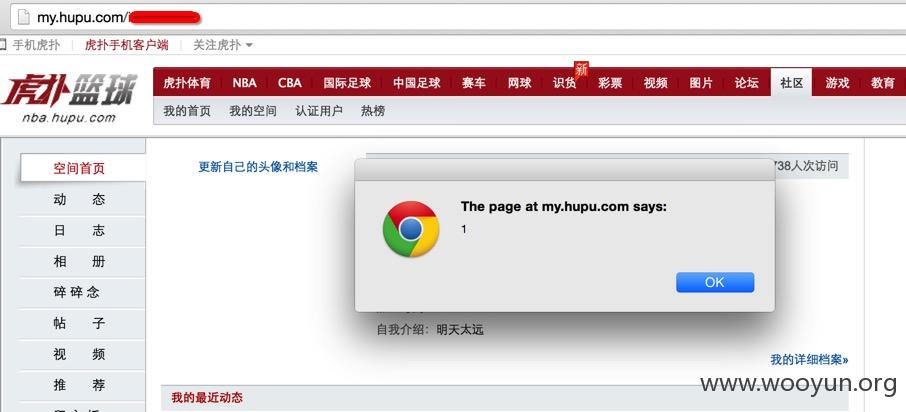 my.hupu.com/
手机虎扑 虎扑手机客户端 关注虎扑
虎扑篮球
nba.hupu.com
虎扑体育 NBA CBA 国际足球 中国足球 赛车 网球 识货 新 彩票 视频 图片 论坛 社区 游戏 教育
我的首页 我的空间 认证用户 热榜
空间首页
动 态
日 志
相 册
碎碎念
帖 子
视 频
推 荐
更新自己的头像和档案
738人次访问
The page at my.hupu.com says:
1
OK
自我介绍：明天太远
我的详细档案»
我的最近动态
www.wooyun.org